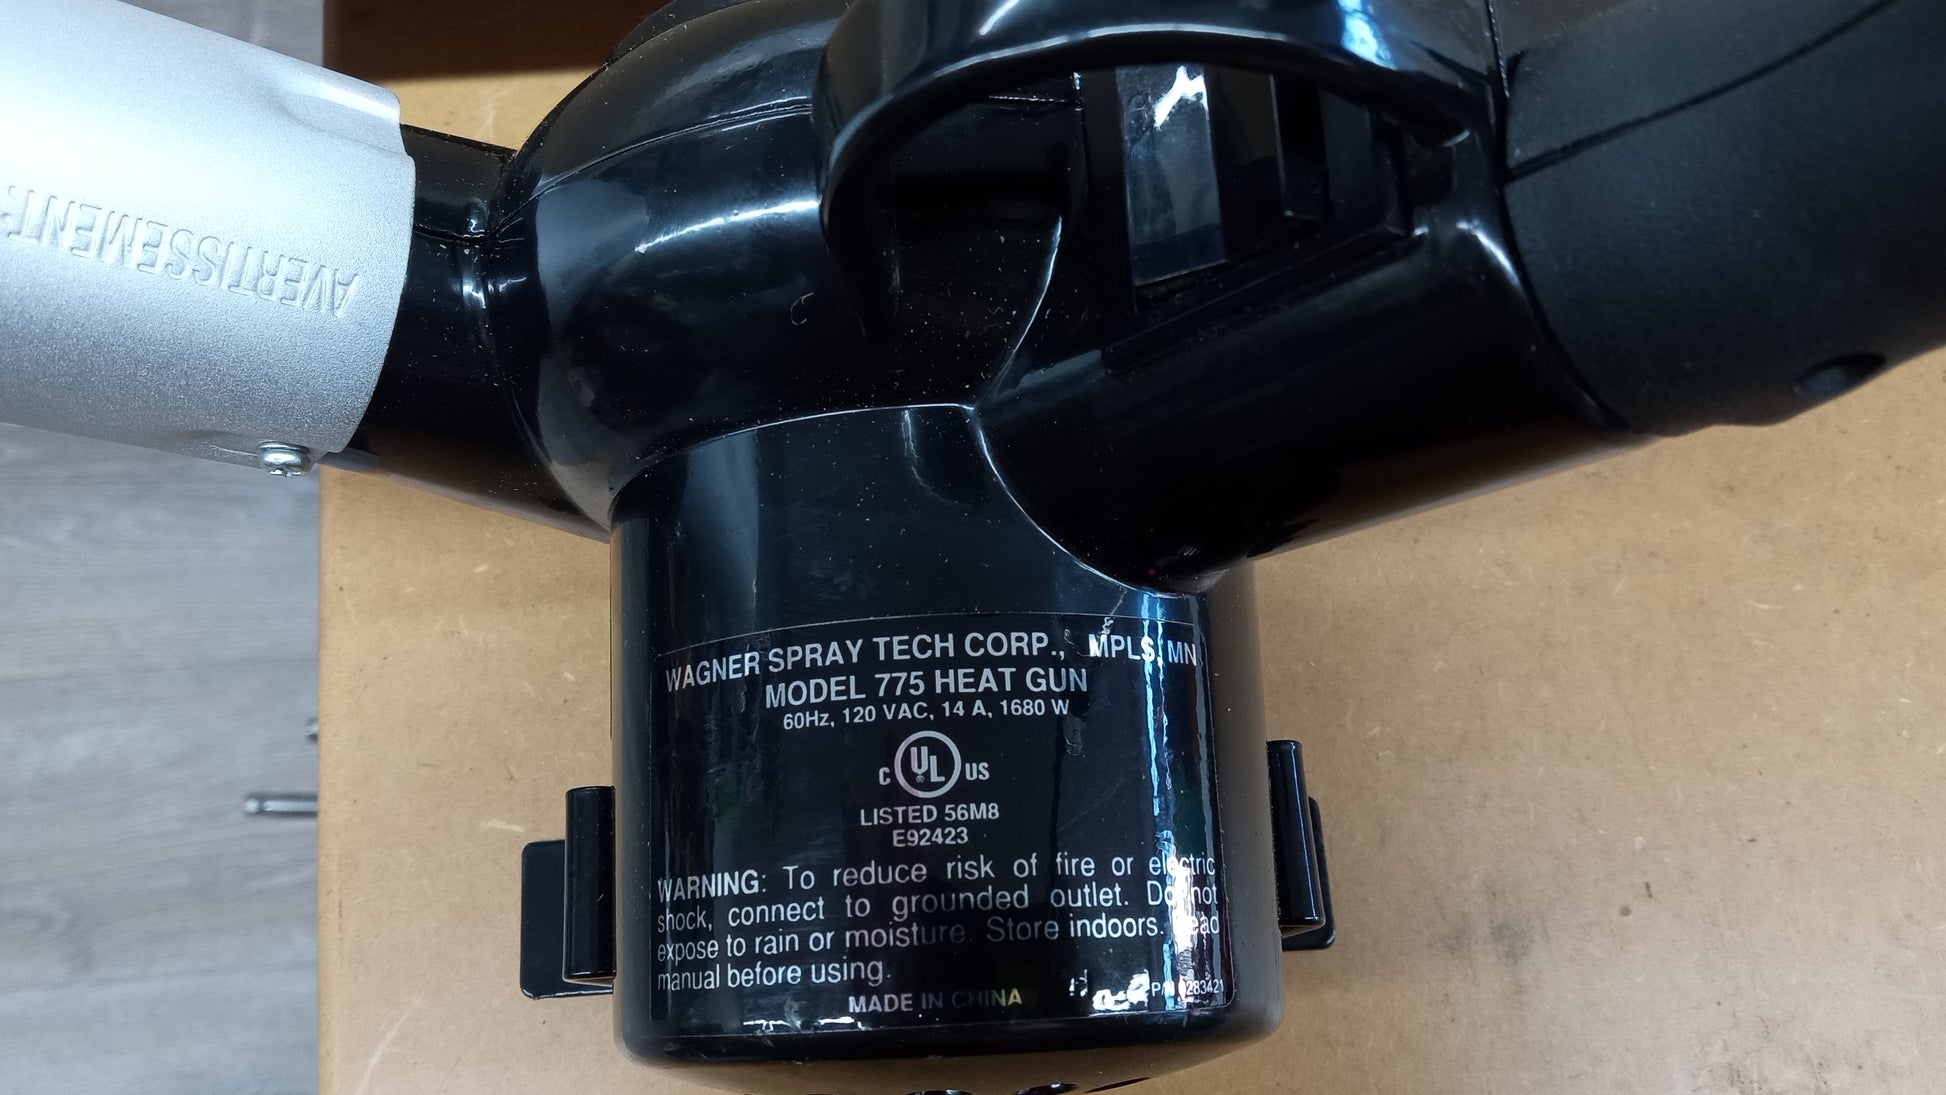 AVERTISSEMENT:
WAGNER SPRAY TECH CORP., MPLS, MN
MODEL 775 HEAT GUN
60Hz, 120 VAC, 14 A, 1680 W
C UL® US
LISTED 56M8
E92423
WARNING: To reduce risk of fire or electric
shock, connect to grounded outlet. Do not
expose to rain or moisture. Store indoors. Read
manual before using.
MADE IN CHINA